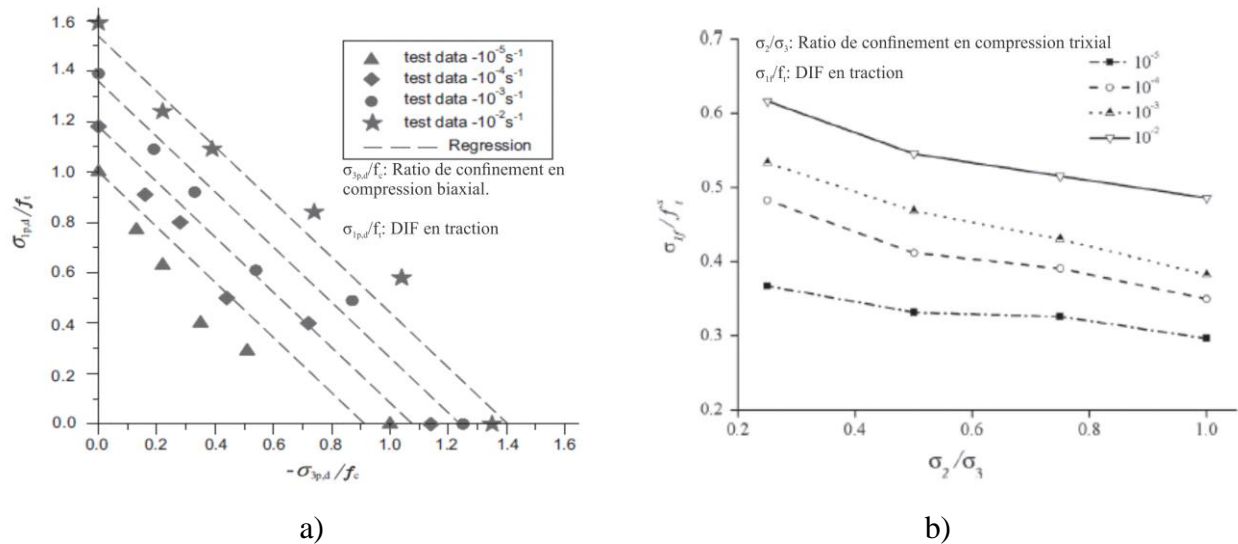 1.6
1.4
1.2
1.0
0.8
0.6
0.4
0.2
0.0
σ1p,d/ft
0.0 0.2 0.4 0.6 0.8 1.0 1.2 1.4 1.6
-σ3p,d/fc
test data -10⁻⁵s⁻¹
test data -10⁻⁴s⁻¹
test data -10⁻³s⁻¹
test data -10⁻²s⁻¹
Regression
σ3p,d/fc: Ratio de confinement en
compression biaxial.
σ1p,d/ft: DIF en traction
a)
0.7
0.6
0.5
0.4
0.3
0.2
σ1f/fts
0.2 0.4 0.6 0.8 1.0
σ2/σ3
σ2/σ3: Ratio de confinement en compression trixial
σ1f/ft: DIF en traction
10⁻⁵
10⁻⁴
10⁻³
10⁻²
b)